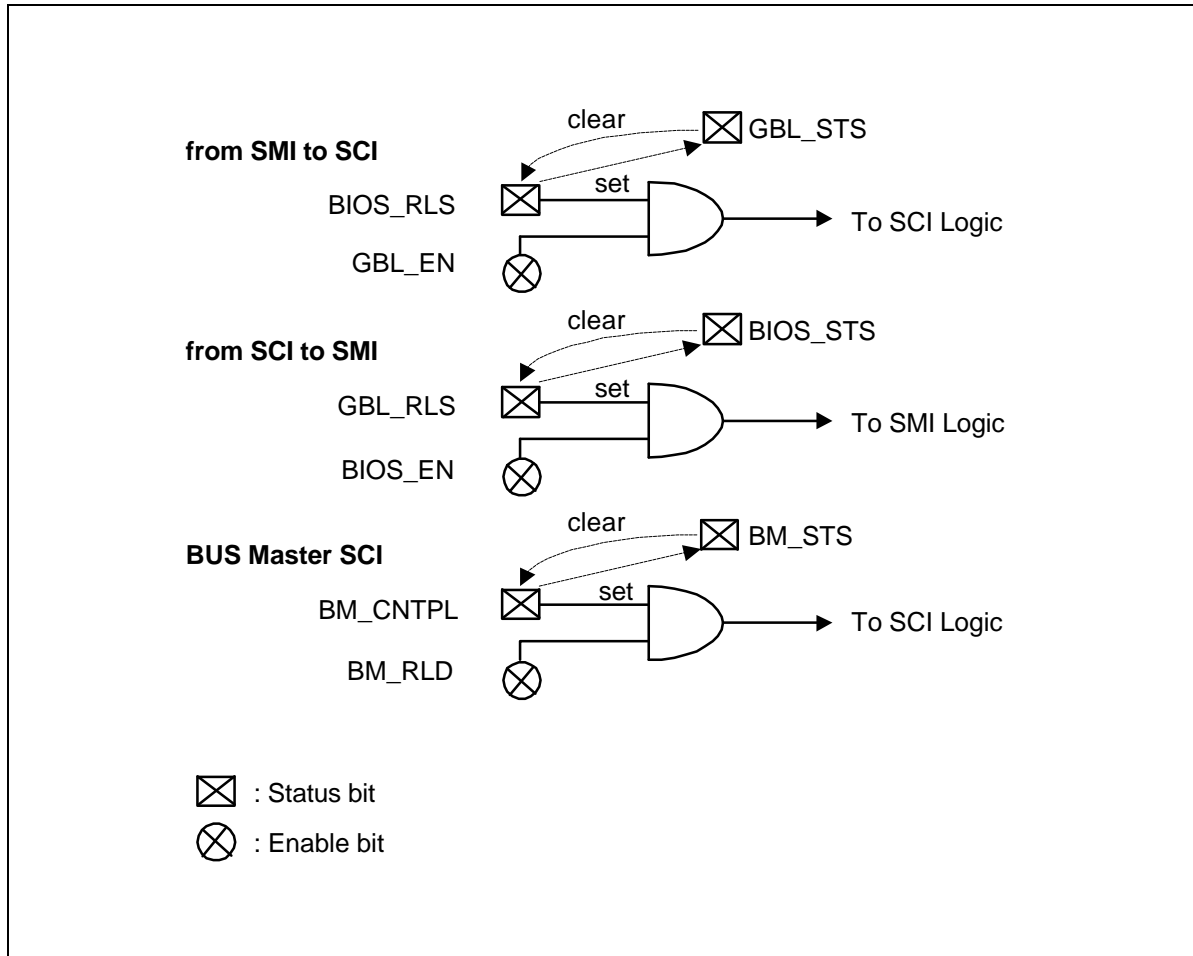 clear
GBL_STS
from SMI to SCI
set
BIOS_RLS
To SCI Logic
GBL_EN
clear
BIOS_STS
from SCI to SMI
set
GBL_RLS
To SMI Logic
BIOS_EN
clear
BM_STS
BUS Master SCI
set
BM_CNTPL
To SCI Logic
BM_RLD
: Status bit
: Enable bit